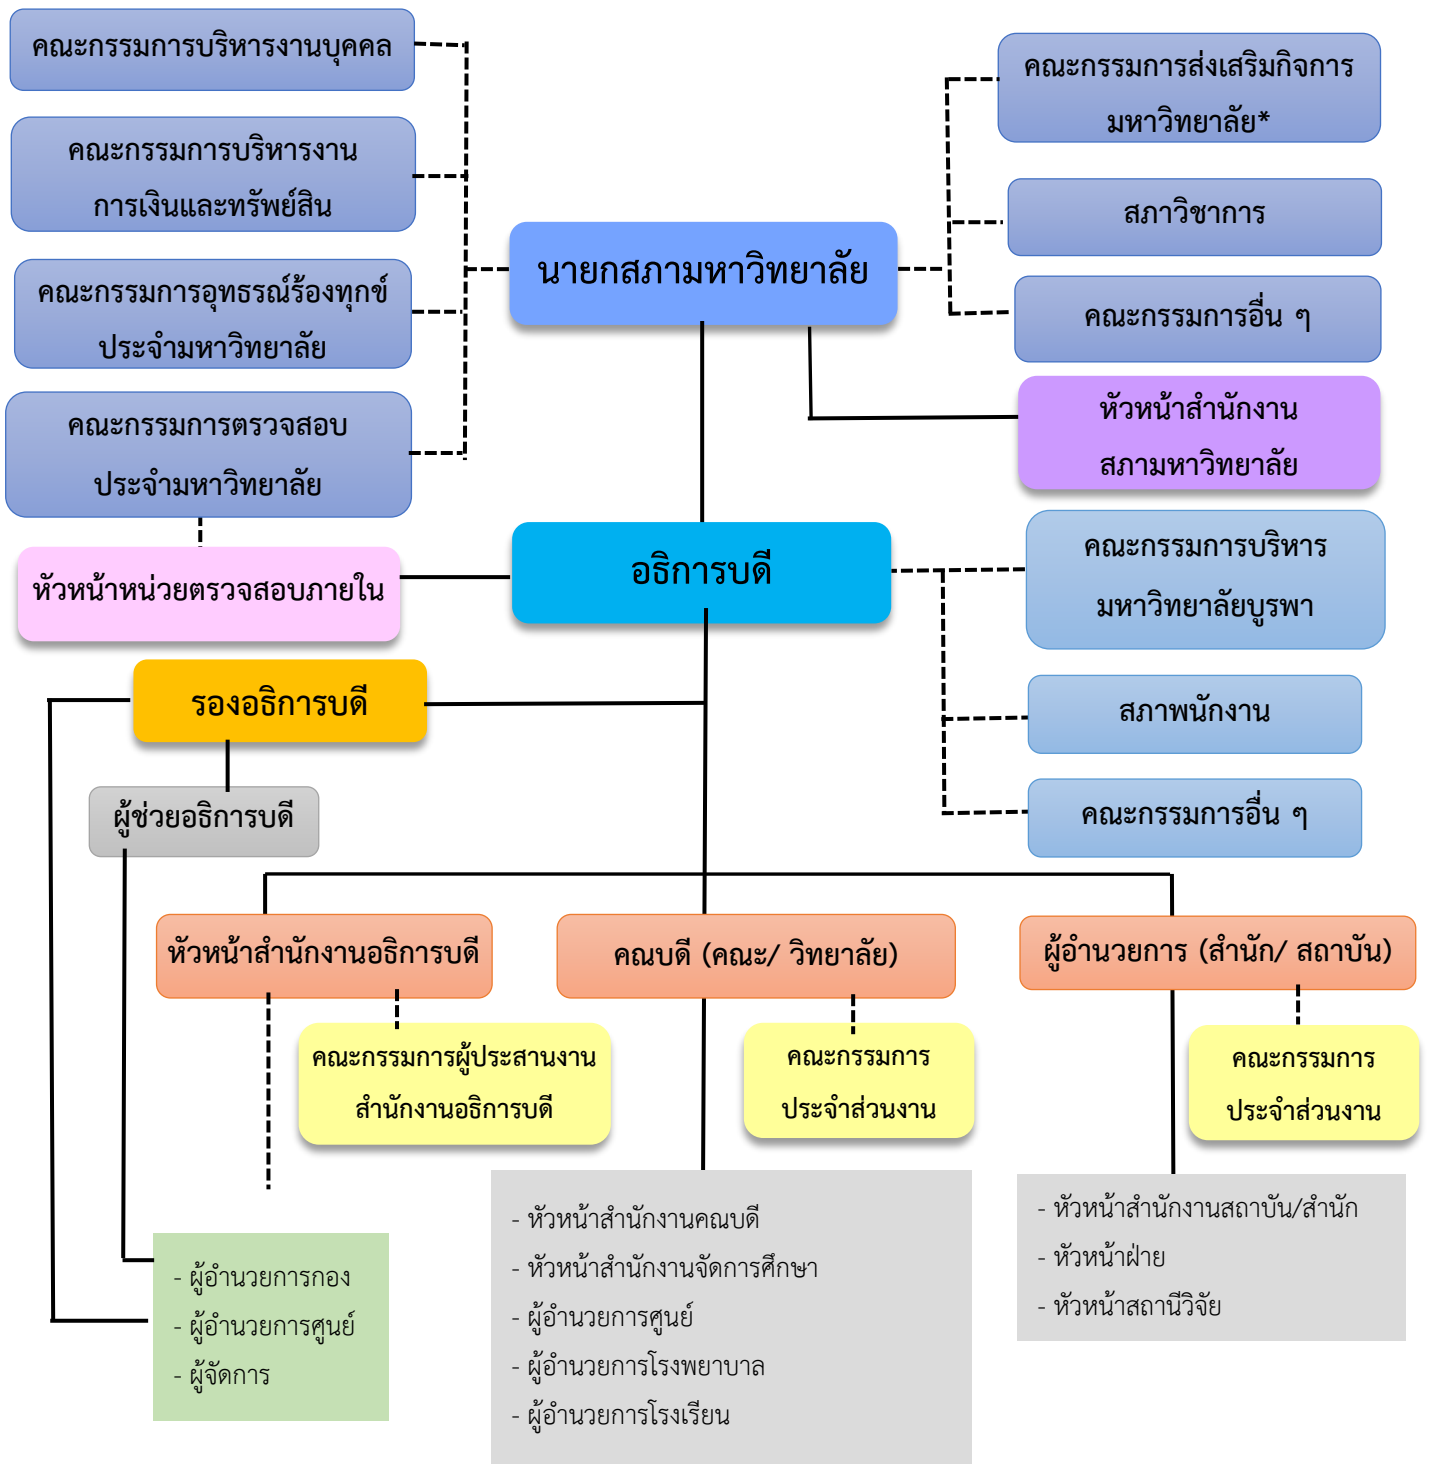 คณะกรรมการบริหารงานบุคคล
คณะกรรมการบริหารงาน
การเงินและทรัพย์สิน
คณะกรรมการอุทธรณ์ร้องทุกข์
ประจำมหาวิทยาลัย
คณะกรรมการตรวจสอบ
ประจำมหาวิทยาลัย
หัวหน้าหน่วยตรวจสอบภายใน
นายกสภามหาวิทยาลัย
คณะกรรมการส่งเสริมกิจการ
มหาวิทยาลัย*
สภาวิชาการ
คณะกรรมการอื่น ๆ
หัวหน้าสำนักงาน
สภามหาวิทยาลัย
อธิการบดี
คณะกรรมการบริหาร
มหาวิทยาลัยบูรพา
สภาพนักงาน
คณะกรรมการอื่น ๆ
รองอธิการบดี
ผู้ช่วยอธิการบดี
หัวหน้าสำนักงานอธิการบดี
คณะกรรมการผู้ประสานงาน
สำนักงานอธิการบดี
- ผู้อำนวยการกอง
- ผู้อำนวยการศูนย์
- ผู้จัดการ
คณบดี (คณะ/ วิทยาลัย)
คณะกรรมการ
ประจำส่วนงาน
- หัวหน้าสำนักงานคณบดี
- หัวหน้าสำนักงานจัดการศึกษา
- ผู้อำนวยการศูนย์
- ผู้อำนวยการโรงพยาบาล
- ผู้อำนวยการโรงเรียน
ผู้อำนวยการ (สำนัก/ สถาบัน)
คณะกรรมการ
ประจำส่วนงาน
- หัวหน้าสำนักงานสถาบัน/สำนัก
- หัวหน้าฝ่าย
- หัวหน้าสถานีวิจัย